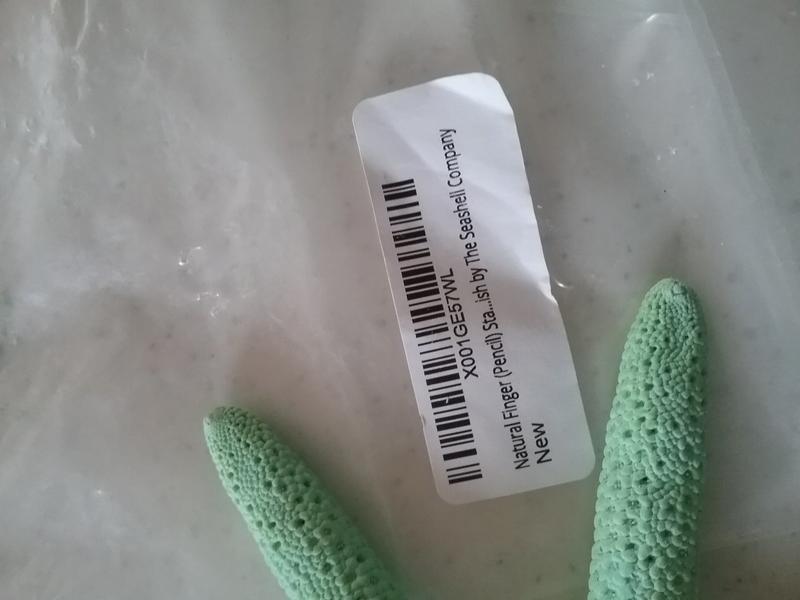 X001GE57WL
Natural Finger (Pencil) Sta...ish by The Seashell Company
New